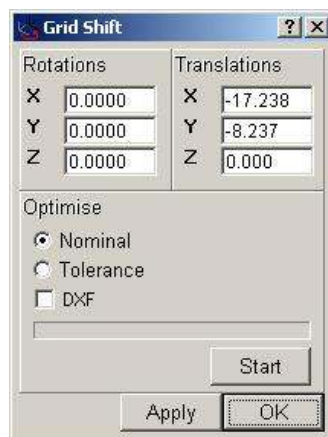 Grid Shift
Rotations Translations
X 0.0000 X -17.238
Y 0.0000 Y -8.237
Z 0.0000 Z 0.000
Optimise
Nominal
Tolerance
DXF
Start
Apply OK